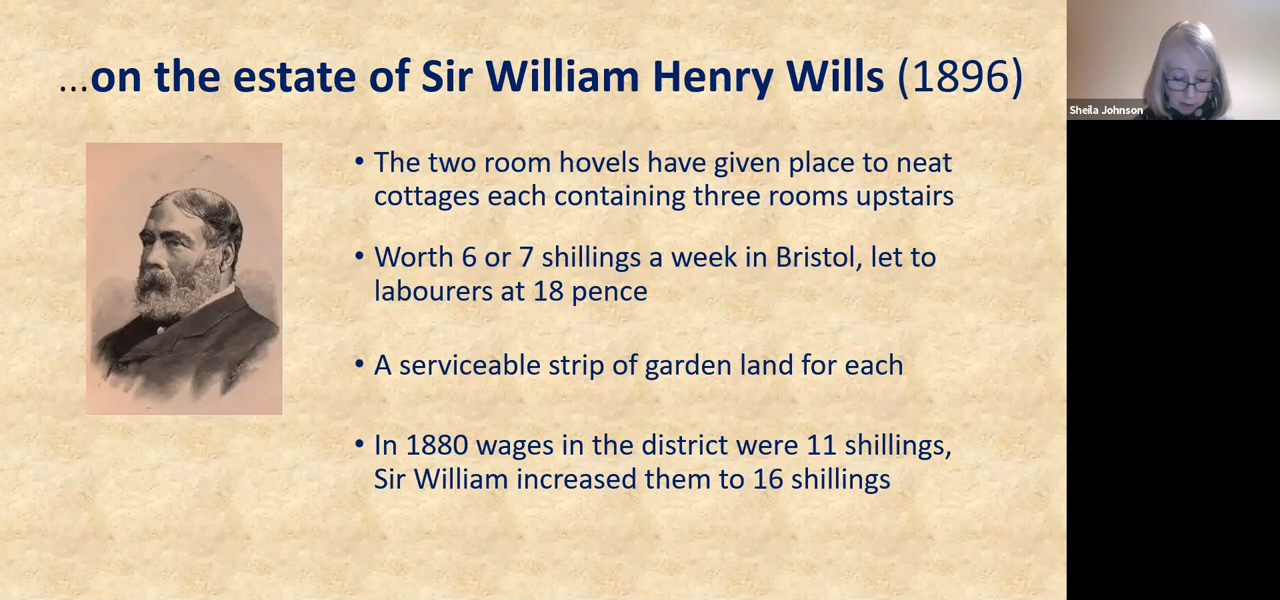 ...on the estate of Sir William Henry Wills (1896)
• The two room hovels have given place to neat
cottages each containing three rooms upstairs
• Worth 6 or 7 shillings a week in Bristol, let to
labourers at 18 pence
• A serviceable strip of garden land for each
• In 1880 wages in the district were 11 shillings,
Sir William increased them to 16 shillings
Sheila Johnson